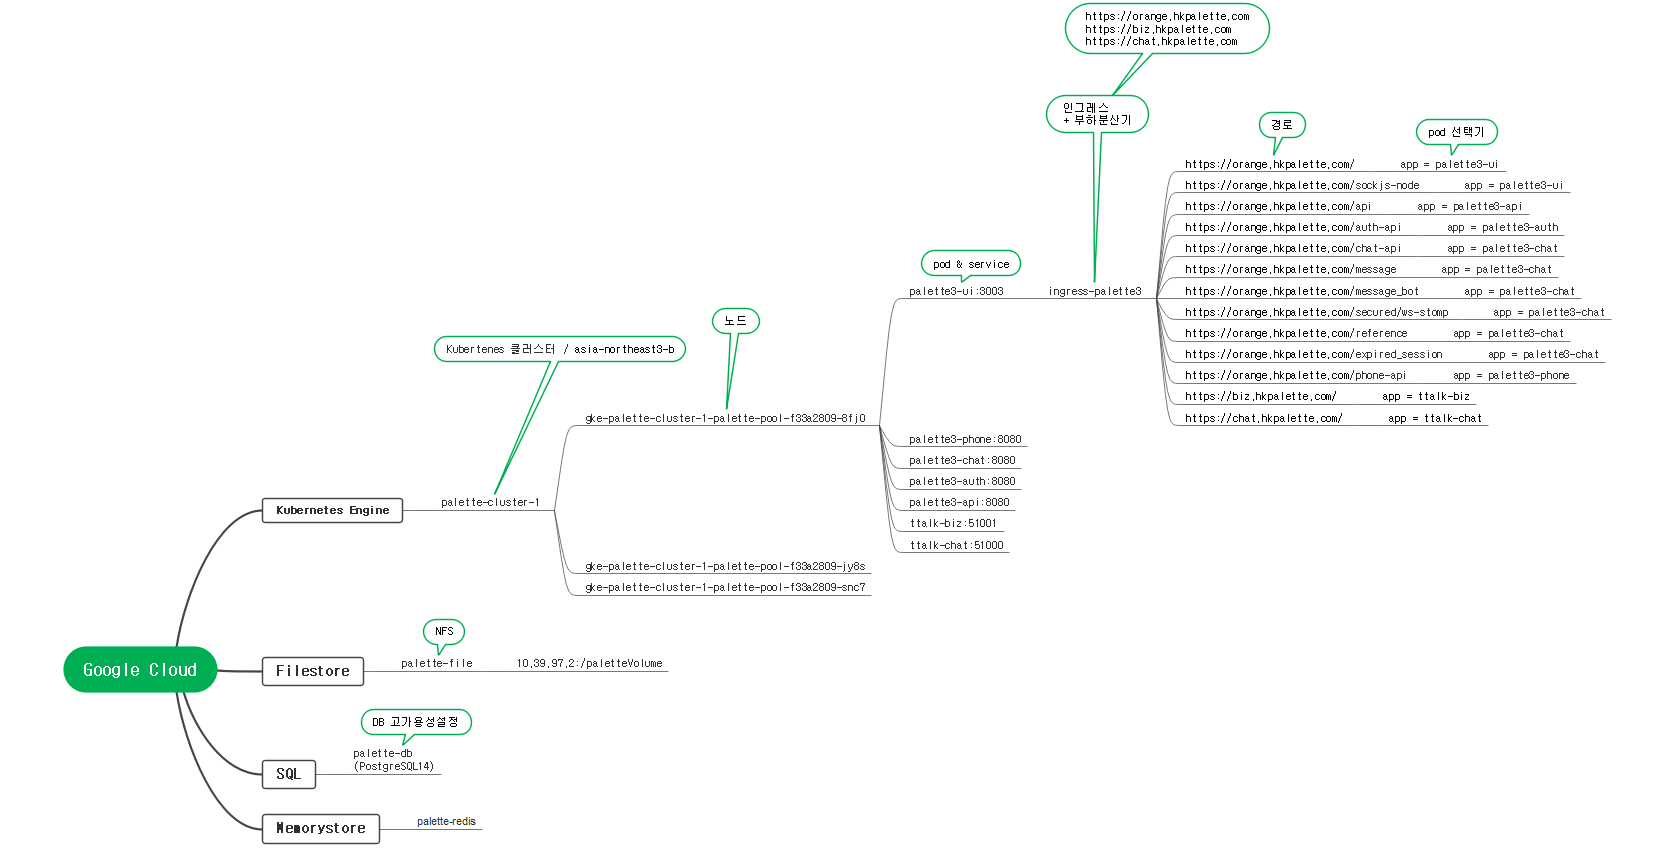 https://orange.hkpalette.com
https://biz.hkpalette.com
https://chat.hkpalette.com
인그레스
+ 부하분산기
경로
pod 선택기
https://orange.hkpalette.com/ app = palette3-ui
https://orange.hkpalette.com/sockjs-node app = palette3-ui
https://orange.hkpalette.com/api app = palette3-api
https://orange.hkpalette.com/auth-api app = palette3-auth
https://orange.hkpalette.com/chat-api app = palette3-chat
https://orange.hkpalette.com/message app = palette3-chat
https://orange.hkpalette.com/message_bot app = palette3-chat
https://orange.hkpalette.com/secured/ws-stomp app = palette3-chat
https://orange.hkpalette.com/reference app = palette3-chat
https://orange.hkpalette.com/expired_session app = palette3-chat
https://orange.hkpalette.com/phone-api app = palette3-phone
https://biz.hkpalette.com/ app = ttalk-biz
https://chat.hkpalette.com/ app = ttalk-chat
pod & service
palette3-ui:3003
ingress-palette3
노드
Kubertenes 클러스터 / asia-northeast3-b
gke-palette-cluster-1-palette-pool-f33a2809-8fj0
palette3-phone:8080
palette3-chat:8080
palette3-auth:8080
palette3-api:8080
ttalk-biz:51001
ttalk-chat:51000
Kubernetes Engine
palette-cluster-1
gke-palette-cluster-1-palette-pool-f33a2809-jy8s
gke-palette-cluster-1-palette-pool-f33a2809-snc7
NFS
Google Cloud
Filestore
palette-file
10.39.97.2:/paletteVolume
DB 고가용성설정
SQL
palette-db
(PostgreSQL14)
Memorystore
palette-redis